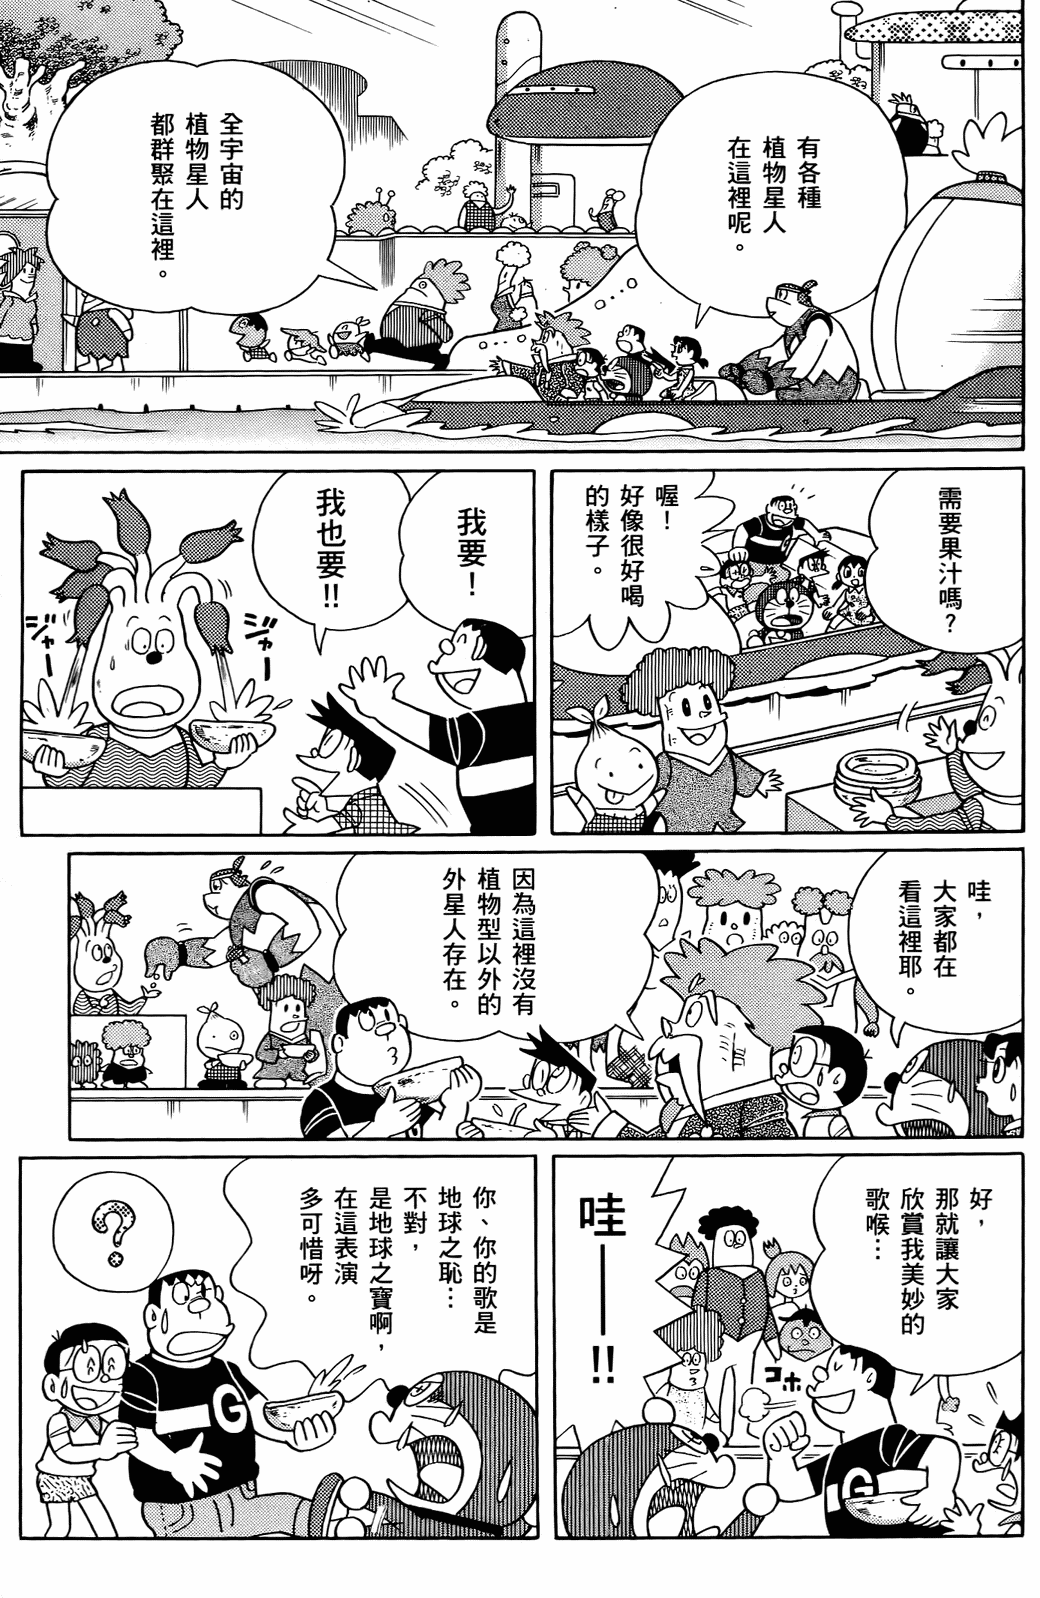 有各種
植物星人
在這裡呢。
全宇宙的
植物星人
都群聚在這裡。
需要果汁嗎？
喔！
好像很好喝
的樣子。
我要！
我也要!!
ジャー
ジャー
哇，
大家都在
看這裡耶。
因為這裡沒有
植物型以外的
外星人存在。
好，
那就讓大家
欣賞我美妙的
歌喉…
コホ
G
哇——!!
你、你的歌是
地球之恥…
不對，
是地球之寶啊，
在這表演
多可惜呀。
？
G